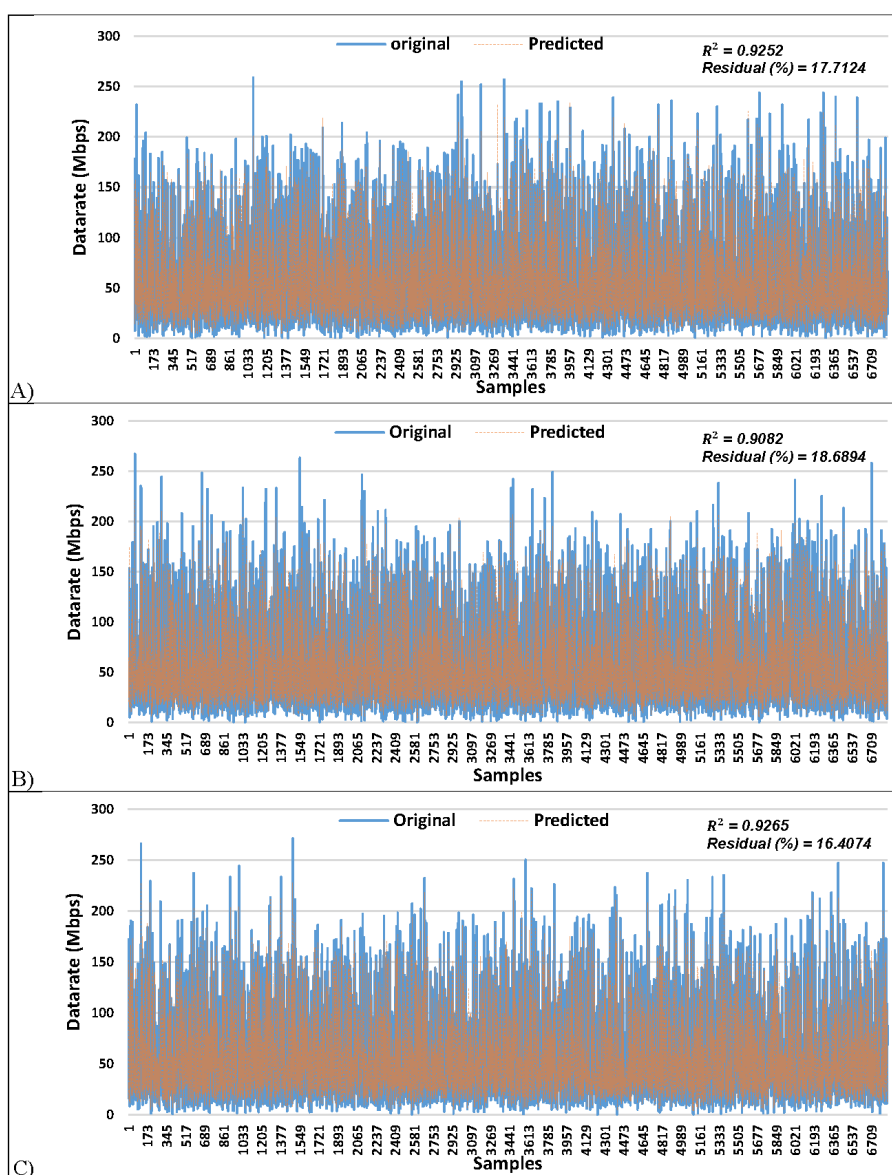 original Predicted
R² = 0.9252
Residual (%) = 17.7124
Datarate (Mbps)
300
250
200
150
100
50
0
1 173 345 517 689 861 1033 1205 1377 1549 1721 1893 2065 2237 2409 2581 2753 2925 3097 3269 3441 3613 3785 3957 4129 4301 4473 4645 4817 4989 5161 5333 5505 5677 5849 6021 6193 6365 6537 6709
Samples
A)
Original Predicted
R² = 0.9082
Residual (%) = 18.6894
Datarate (Mbps)
300
250
200
150
100
50
0
1 173 345 517 689 861 1033 1205 1377 1549 1721 1893 2065 2237 2409 2581 2753 2925 3097 3269 3441 3613 3785 3957 4129 4301 4473 4645 4817 4989 5161 5333 5505 5677 5849 6021 6193 6365 6537 6709
Samples
B)
Original Predicted
R² = 0.9265
Residual (%) = 16.4074
Datarate (Mbps)
300
250
200
150
100
50
0
1 173 345 517 689 861 1033 1205 1377 1549 1721 1893 2065 2237 2409 2581 2753 2925 3097 3269 3441 3613 3785 3957 4129 4301 4473 4645 4817 4989 5161 5333 5505 5677 5849 6021 6193 6365 6537 6709
Samples
C)